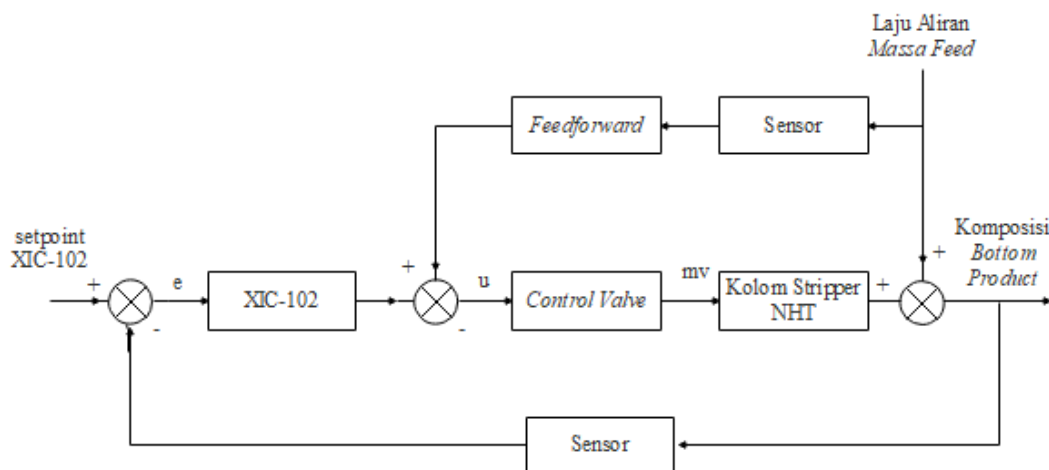 Laju Aliran
Massa Feed
Feedforward
Sensor
setpoint
XIC-102
+
-
e
XIC-102
+
-
u
Control Valve
mv
Kolom Stripper
NHT
+
+
Komposisi
Bottom
Product
Sensor